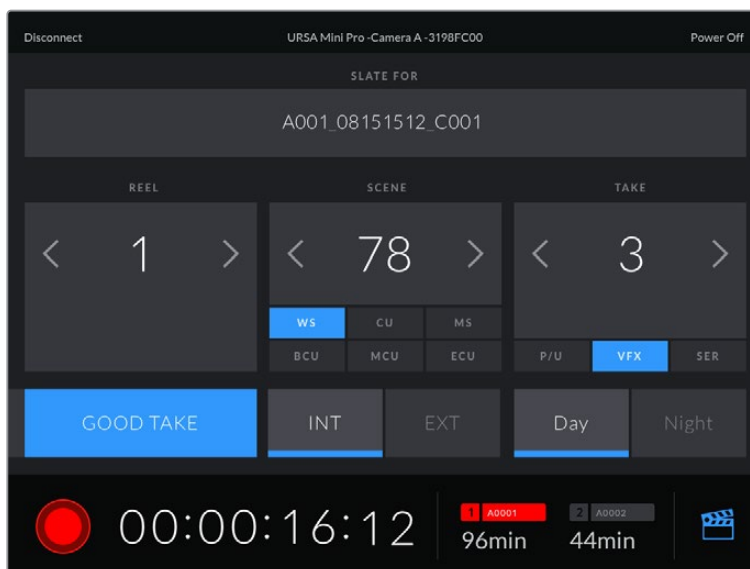 Disconnect URSA Mini Pro -Camera A -3198FC00 Power Off
SLATE FOR
A001_08151512_C001
REEL SCENE TAKE
1 78 3
WS CU MS
BCU MCU ECU P/U VFX SER
GOOD TAKE INT EXT Day Night
00:00:16:12
1 A0001 2 A0002
96min 44min